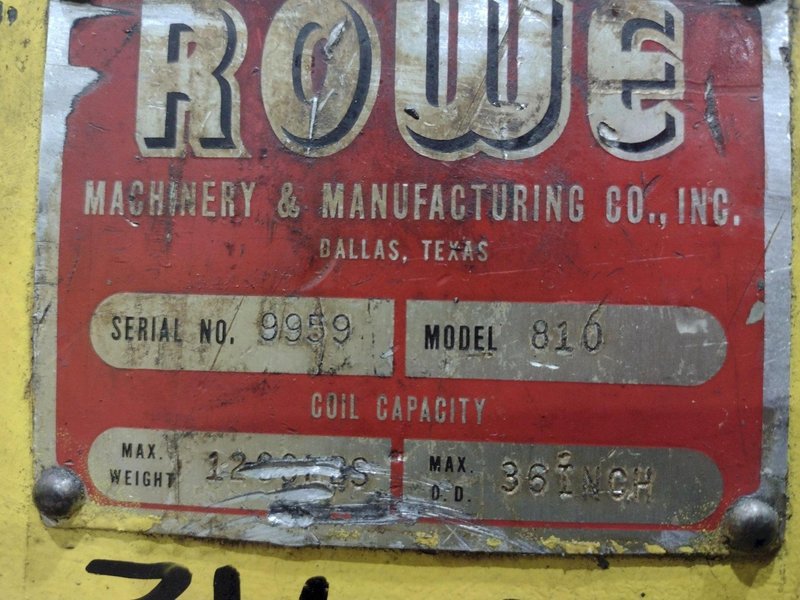 ROWE
MACHINERY & MANUFACTURING CO., INC.
DALLAS, TEXAS
SERIAL NO. 9959 MODEL 810
COIL CAPACITY
MAX. WEIGHT MAX. O.D. 36INCH